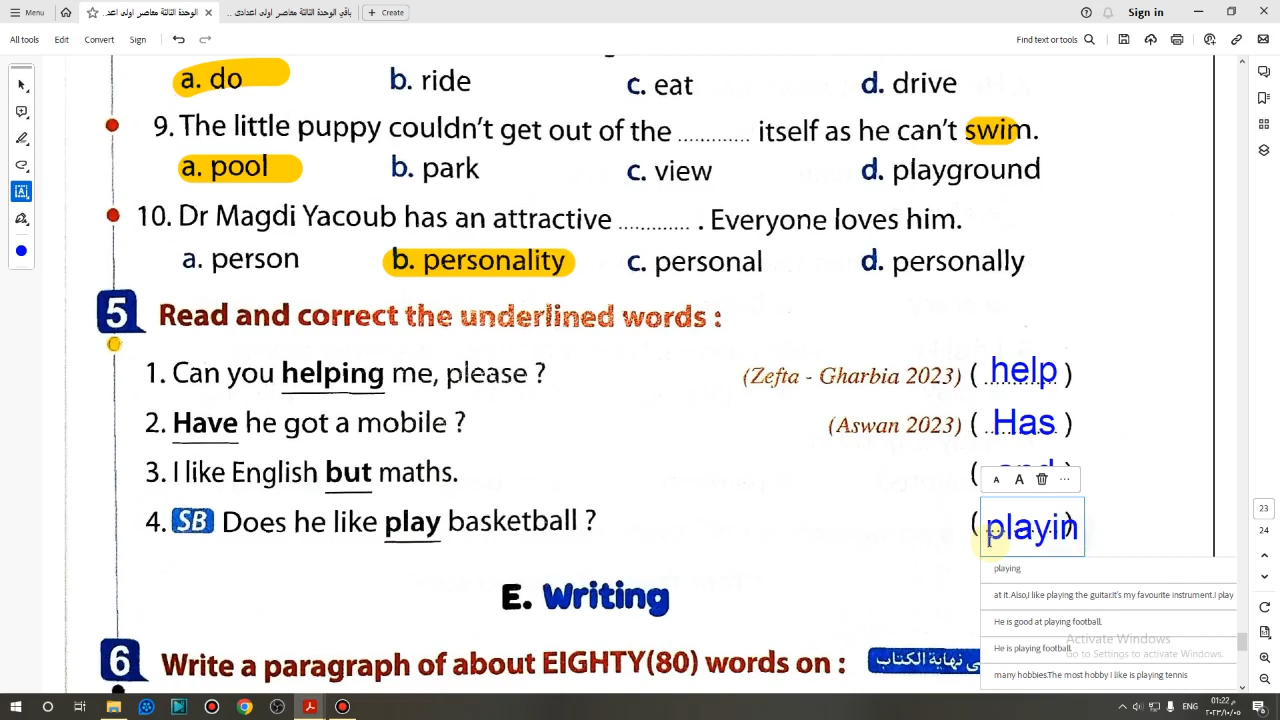 Menu
الوحدة الثالثة معاصر اولى اعد...
باقي الوحدة الثالثة معاصر اولى اعدادى ...
+ Create
Sign in
All tools Edit Convert Sign
Find text or tools
a. do b. ride c. eat d. drive
9. The little puppy couldn't get out of the ............ itself as he can't swim.
a. pool b. park c. view d. playground
10. Dr Magdi Yacoub has an attractive ............ . Everyone loves him.
a. person b. personality c. personal d. personally
5 Read and correct the underlined words :
1. Can you helping me, please ? (Zefta - Gharbia 2023) ( help )
2. Have he got a mobile ? (Aswan 2023) ( Has )
3. I like English but maths. (
A A ...
4. SB Does he like play basketball ? ( playin )
playing
at it.Also,I like playing the guitar.It's my favourite instrument.I play
He is good at playing football.
He is playing football.
many hobbies.The most hobby I like is playing tennis
23
24
E. Writing
Activate Windows
Go to Settings to activate Windows.
6 Write a paragraph of about EIGHTY(80) words on :
نهاية الكتاب
ENG
01:22 م
٢٠٢٣/١٠/٠٥